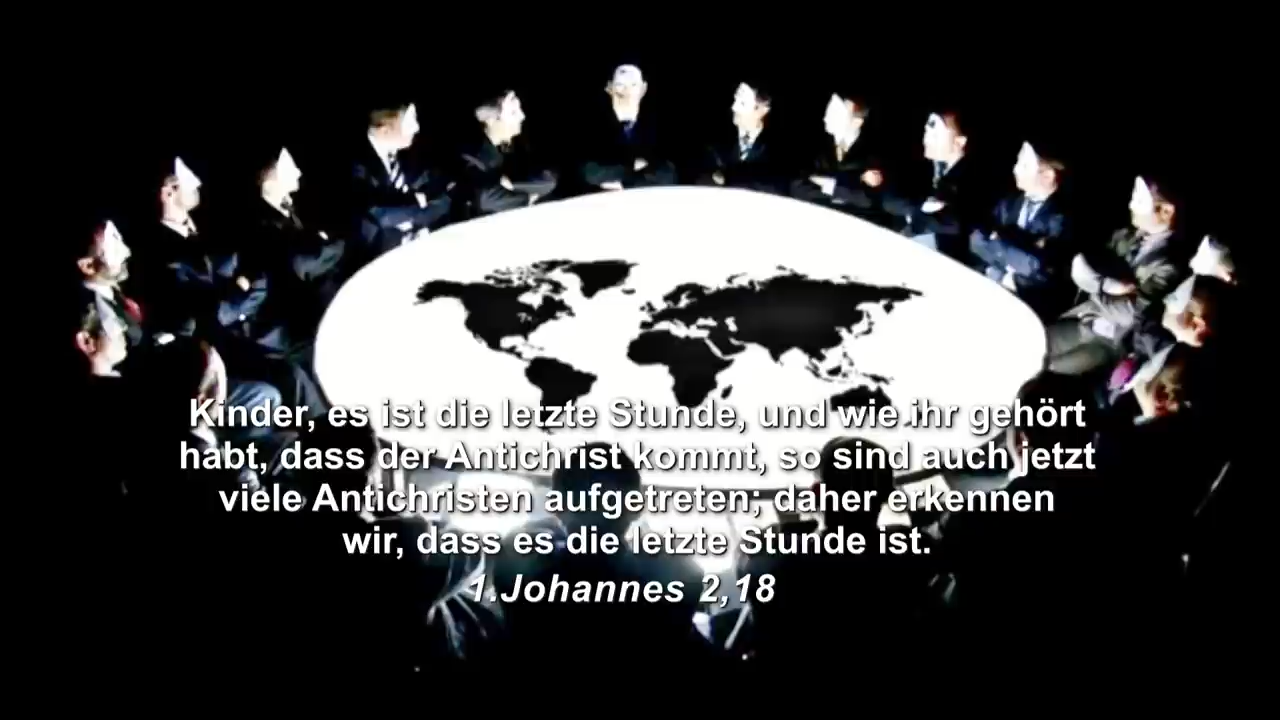 Kinder, es ist die letzte Stunde, und wie ihr gehört
habt, dass der Antichrist kommt, so sind auch jetzt
viele Antichristen aufgetreten; daher erkennen
wir, dass es die letzte Stunde ist.
1.Johannes 2,18